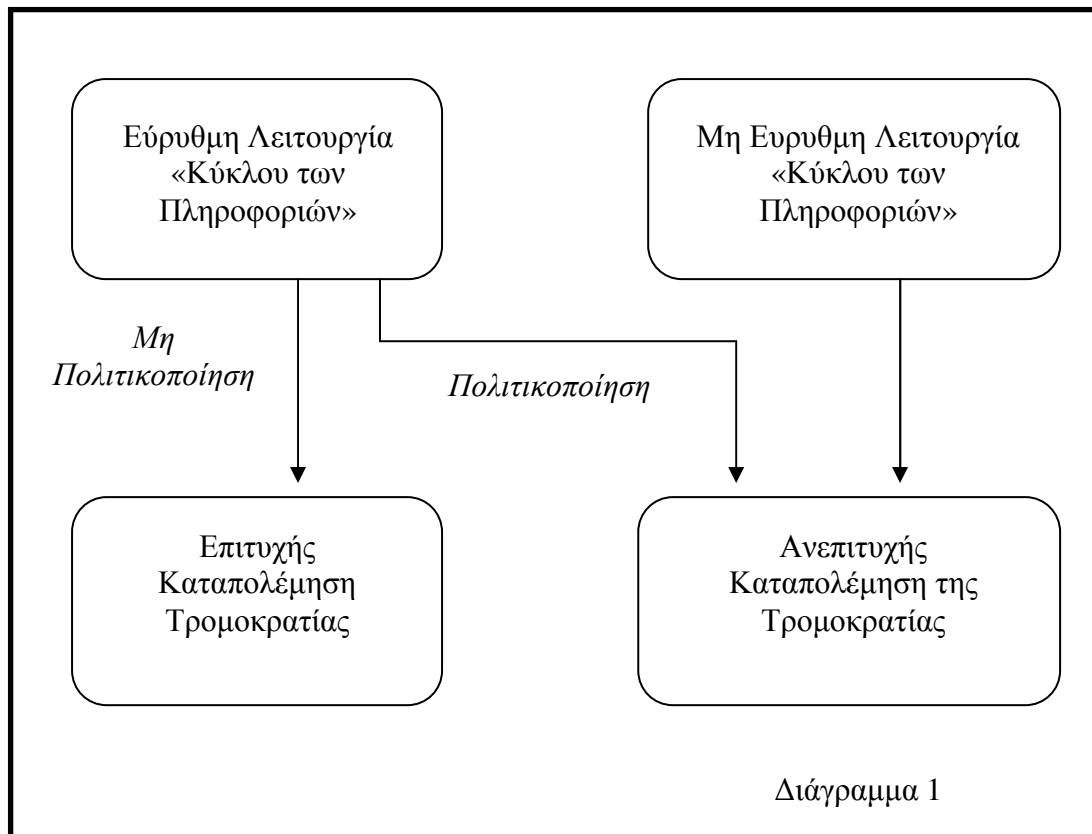 Εύρυθμη Λειτουργία
«Κύκλου των
Πληροφοριών»
Μη Ευρυθμη Λειτουργία
«Κύκλου των
Πληροφοριών»
Μη
Πολιτικοποίηση
Πολιτικοποίηση
Επιτυχής
Καταπολέμηση
Τρομοκρατίας
Ανεπιτυχής
Καταπολέμηση της
Τρομοκρατίας
Διάγραμμα 1